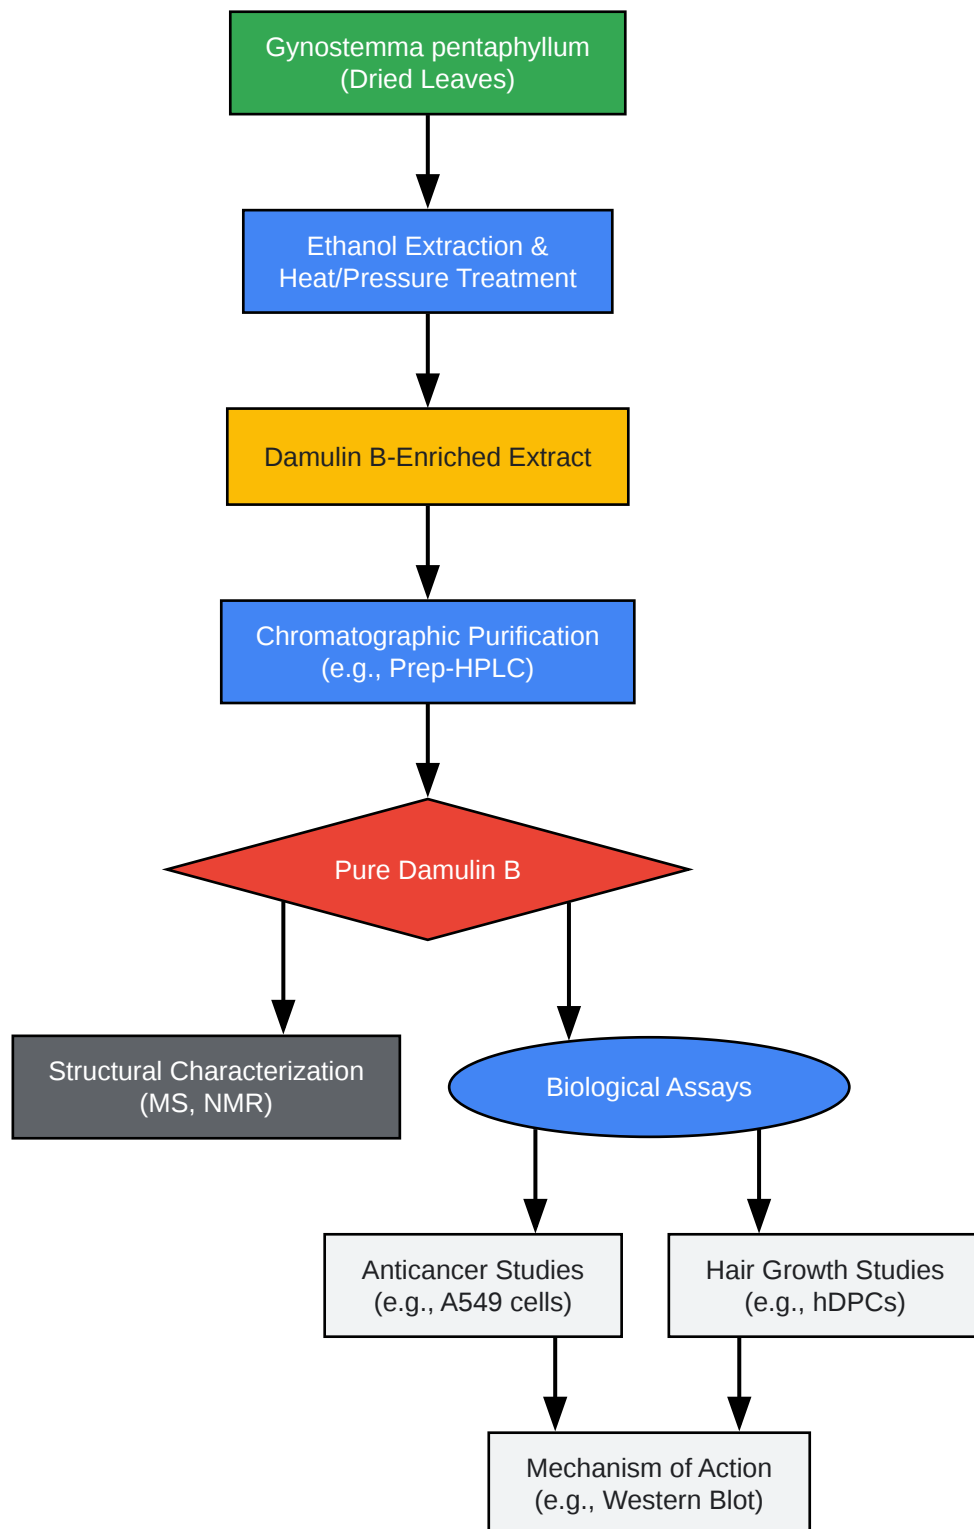 Gynostemma pentaphyllum
(Dried Leaves)
Ethanol Extraction &
Heat/Pressure Treatment
Damulin B-Enriched Extract
Chromatographic Purification
(e.g., Prep-HPLC)
Pure Damulin B
Structural Characterization
(MS, NMR)
Biological Assays
Anticancer Studies
(e.g., A549 cells)
Hair Growth Studies
(e.g., hDPCs)
Mechanism of Action
(e.g., Western Blot)